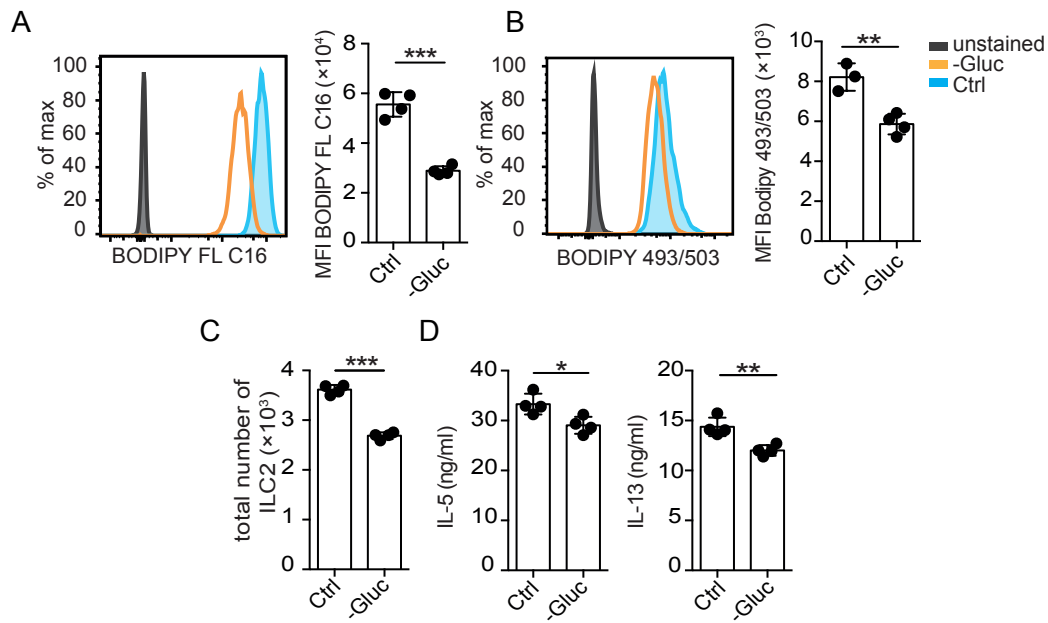 A
100
80
60
40
20
0
% of max
BODIPY FL C16
***
8
6
4
2
0
MFI BODIPY FL C16 (×10⁴)
Ctrl
-Gluc
B
100
80
60
40
20
0
% of max
BODIPY 493/503
**
10
8
6
4
2
0
MFI Bodipy 493/503 (×10³)
Ctrl
-Gluc
unstained
-Gluc
Ctrl
C
***
4
3
2
1
0
total number of
ILC2 (×10³)
Ctrl
-Gluc
D
*
40
30
20
10
0
IL-5 (ng/ml)
Ctrl
-Gluc
**
20
15
10
5
0
IL-13 (ng/ml)
Ctrl
-Gluc